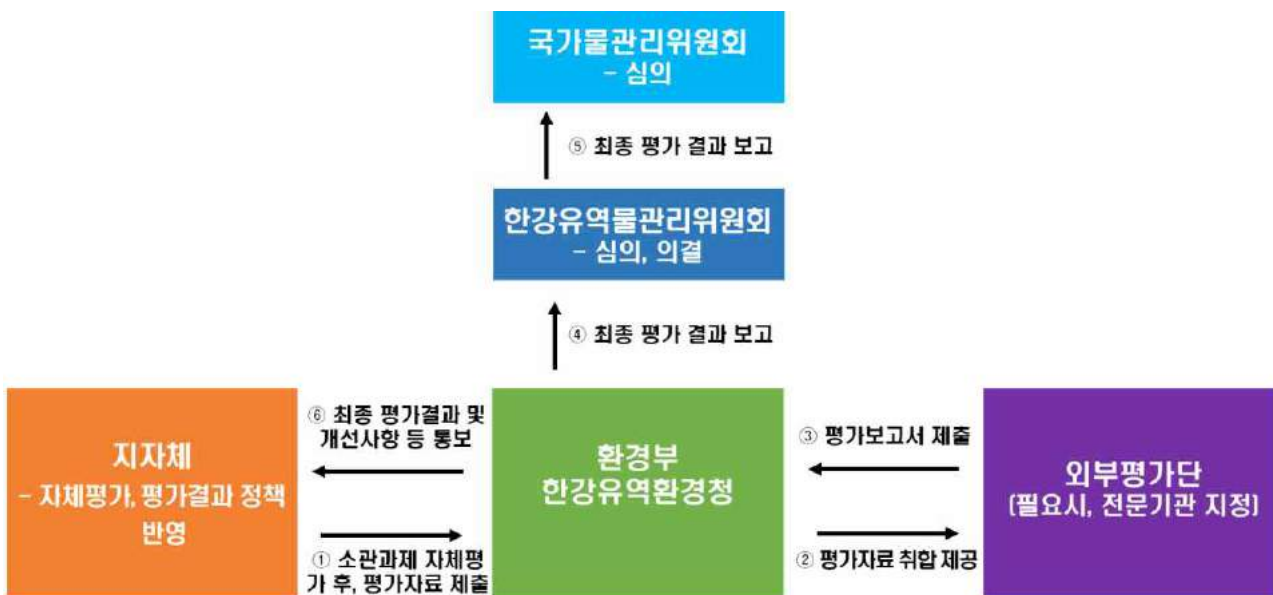 국가물관리위원회
- 심의
⑤ 최종 평가 결과 보고
한강유역물관리위원회
- 심의, 의결
④ 최종 평가 결과 보고
지자체
- 자체평가, 평가결과 정책
반영
⑥ 최종 평가결과 및
개선사항 등 통보
① 소관과제 자체평
가 후, 평가자료 제출
환경부
한강유역환경청
③ 평가보고서 제출
② 평가자료 취합 제공
외부평가단
(필요시, 전문기관 지정)